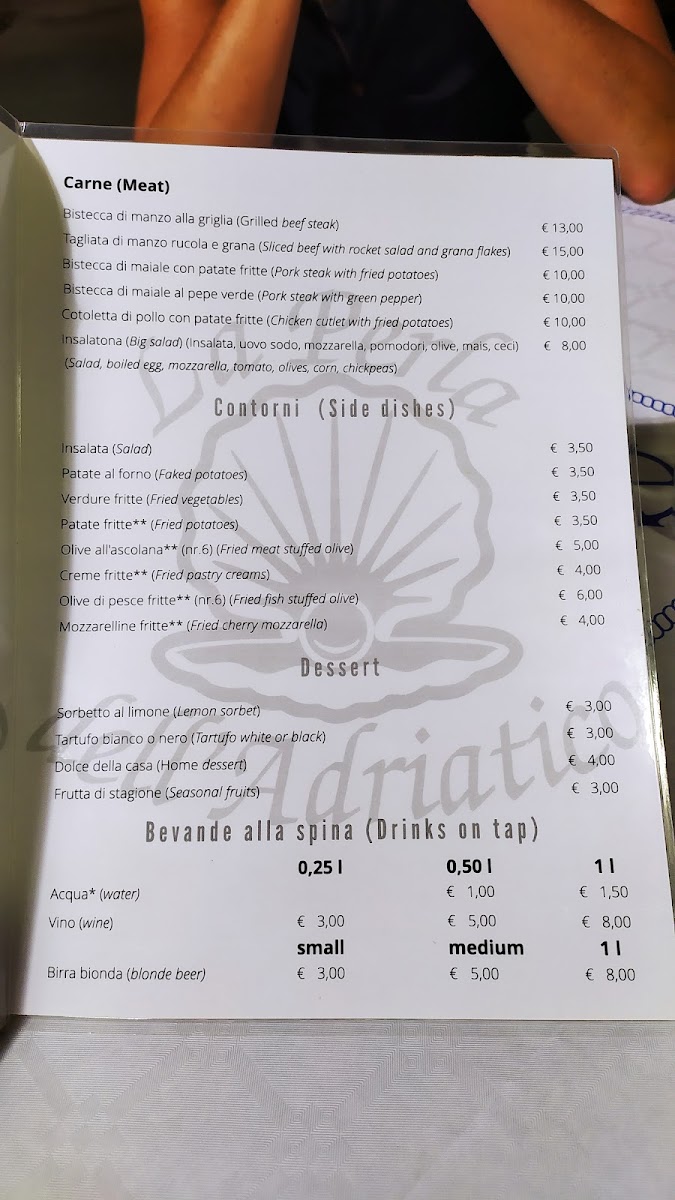 Carne (Meat)
Bistecca di manzo alla griglia (Grilled beef steak) € 13,00
Tagliata di manzo rucola e grana (Sliced beef with rocket salad and grana flakes) € 15,00
Bistecca di maiale con patate fritte (Pork steak with fried potatoes) € 10,00
Bistecca di maiale al pepe verde (Pork steak with green pepper) € 10,00
Cotoletta di pollo con patate fritte (Chicken cutlet with fried potatoes) € 10,00
Insalatona (Big salad) (Insalata, uovo sodo, mozzarella, pomodori, olive, mais, ceci) € 8,00
(Salad, boiled egg, mozzarella, tomato, olives, corn, chickpeas)
La Perla
Contorni (Side dishes)
Insalata (Salad) € 3,50
Patate al forno (Faked potatoes) € 3,50
Verdure fritte (Fried vegetables) € 3,50
Patate fritte** (Fried potatoes) € 3,50
Olive all'ascolana** (nr.6) (Fried meat stuffed olive) € 5,00
Creme fritte** (Fried pastry creams) € 4,00
Olive di pesce fritte** (nr.6) (Fried fish stuffed olive) € 6,00
Mozzarelline fritte** (Fried cherry mozzarella) € 4,00
Dessert
Sorbetto al limone (Lemon sorbet) € 3,00
Tartufo bianco o nero (Tartufo white or black) € 3,00
Dolce della casa (Home dessert) € 4,00
Frutta di stagione (Seasonal fruits) € 3,00
dell'Adriatico
Bevande alla spina (Drinks on tap)
0,25 l 0,50 l 1 l
Acqua* (water) € 1,00 € 1,50
Vino (wine) € 3,00 € 5,00 € 8,00
small medium 1 l
Birra bionda (blonde beer) € 3,00 € 5,00 € 8,00